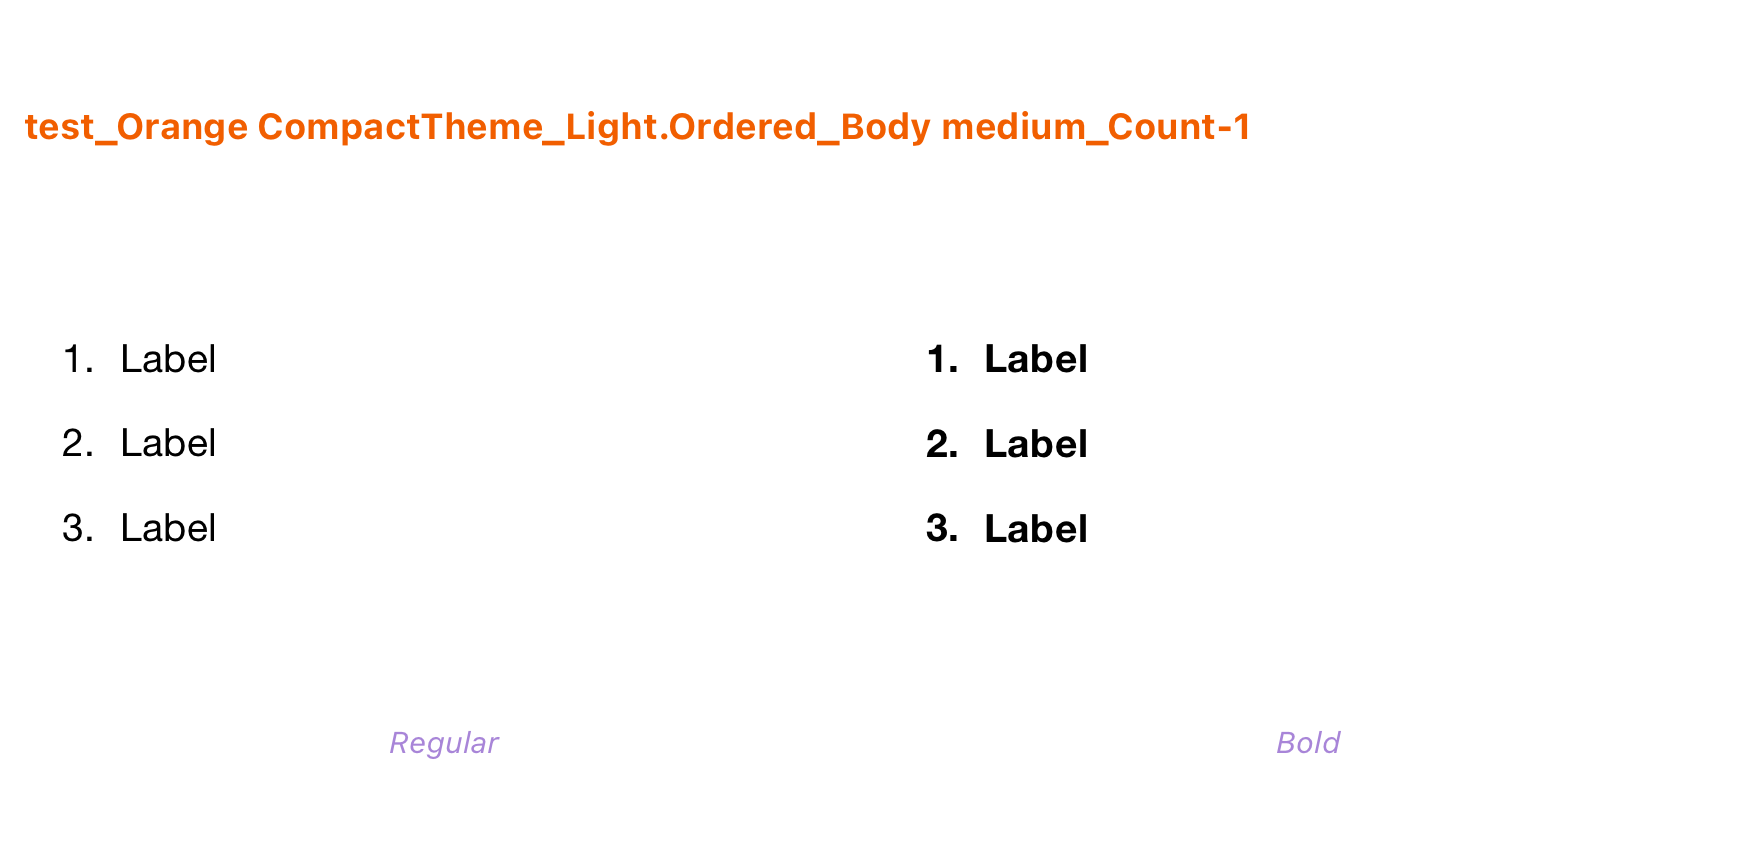 test_Orange CompactTheme_Light.Ordered_Body medium_Count-1
1. Label
2. Label
3. Label
1. Label
2. Label
3. Label
Regular
Bold